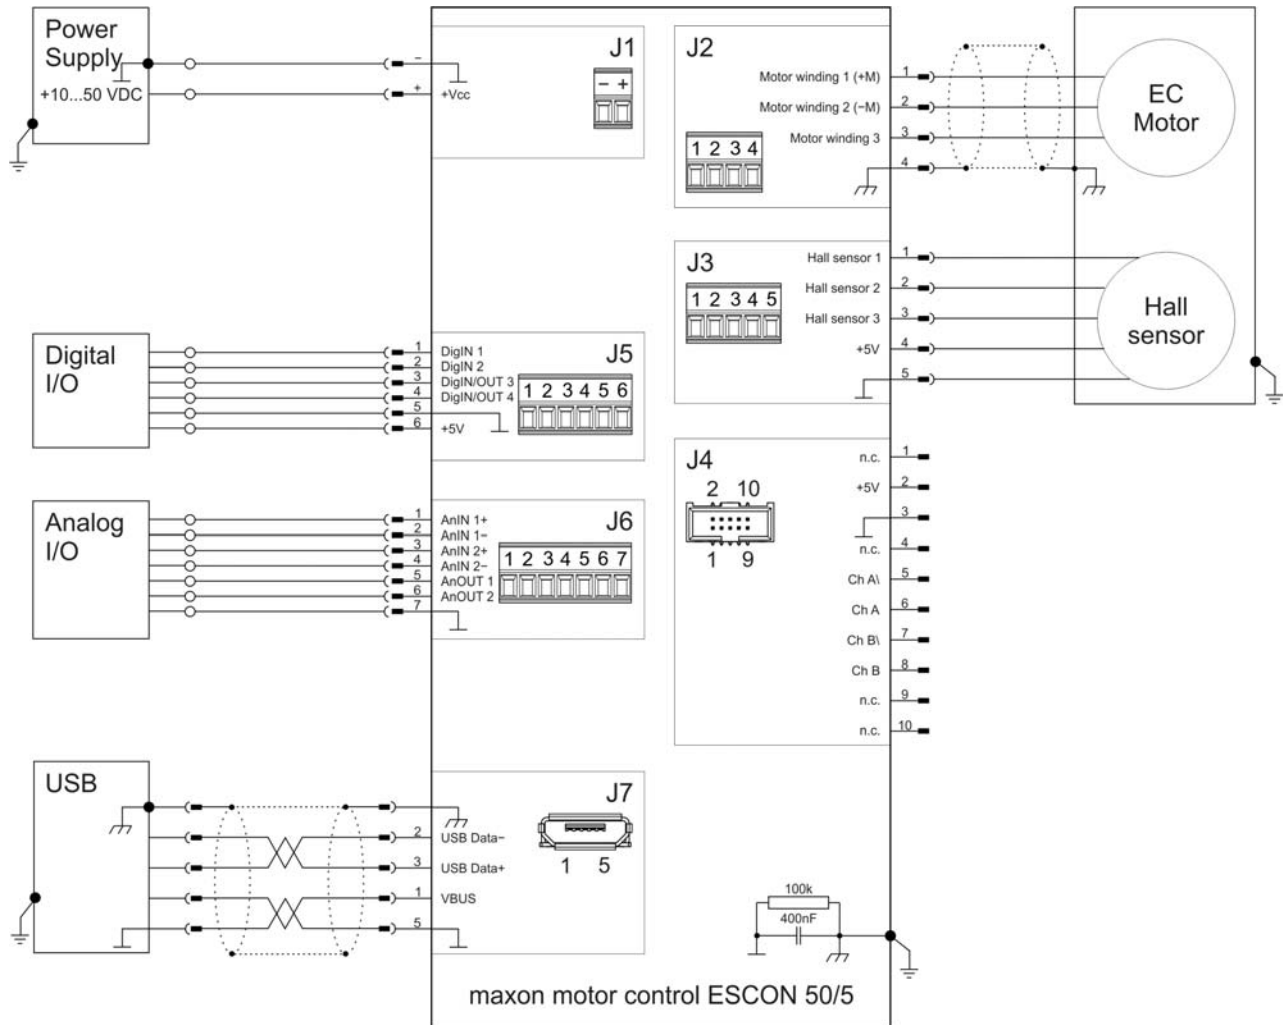 Power
Supply
+10...50 VDC
−
+
+Vcc
J1
− +
J2
Motor winding 1 (+M)
1
Motor winding 2 (−M)
2
Motor winding 3
3
4
1 2 3 4
EC
Motor
J3
Hall sensor 1
1
Hall sensor 2
2
Hall sensor 3
3
+5V
4
5
1 2 3 4 5
Hall
sensor
Digital
I/O
1
DigIN 1
2
DigIN 2
3
DigIN/OUT 3
4
DigIN/OUT 4
5
6
+5V
J5
1 2 3 4 5 6
J4
2 10
1 9
n.c.
1
+5V
2
3
n.c.
4
Ch A\
5
Ch A
6
Ch B\
7
Ch B
8
n.c.
9
n.c.
10
Analog
I/O
1
AnIN 1+
2
AnIN 1−
3
AnIN 2+
4
AnIN 2−
5
AnOUT 1
6
AnOUT 2
7
J6
1 2 3 4 5 6 7
USB
2
USB Data−
3
USB Data+
1
VBUS
5
J7
1 5
100k
400nF
maxon motor control ESCON 50/5